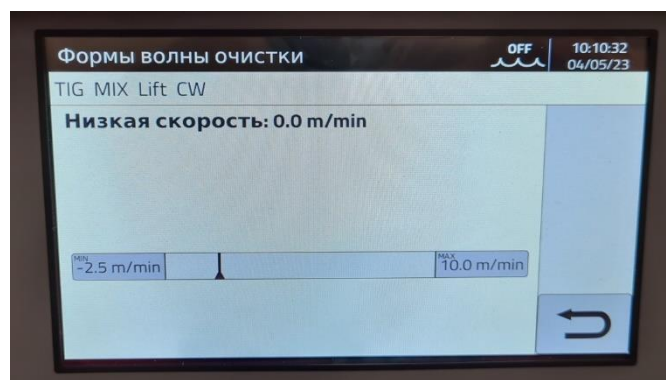 Формы волны очистки
OFF
10:10:32
04/05/23
TIG MIX Lift CW
Низкая скорость: 0.0 m/min
MIN
-2.5 m/min
MAX
10.0 m/min